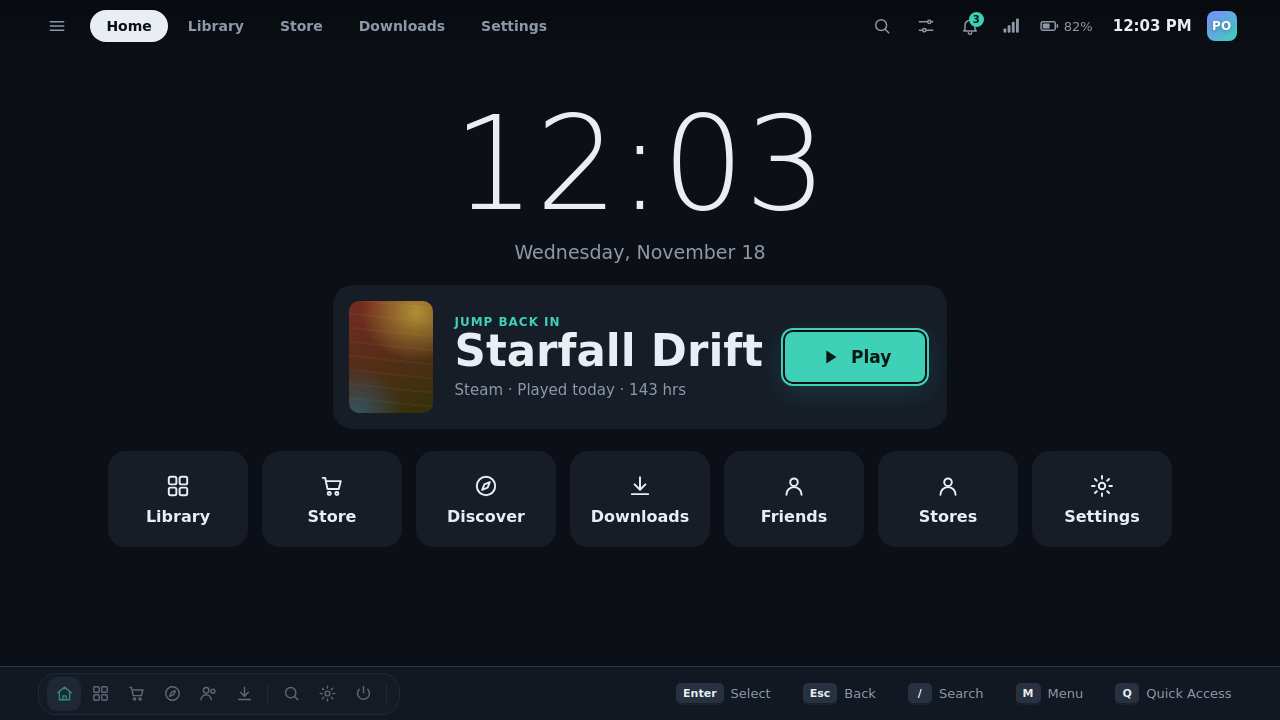 Home Library Store Downloads Settings 3 82% 12:03 PM PO
12:03
Wednesday, November 18
JUMP BACK IN
Starfall Drift
Steam · Played today · 143 hrs
Play
Library Store Discover Downloads Friends Stores Settings
Enter Select Esc Back / Search M Menu Q Quick Access